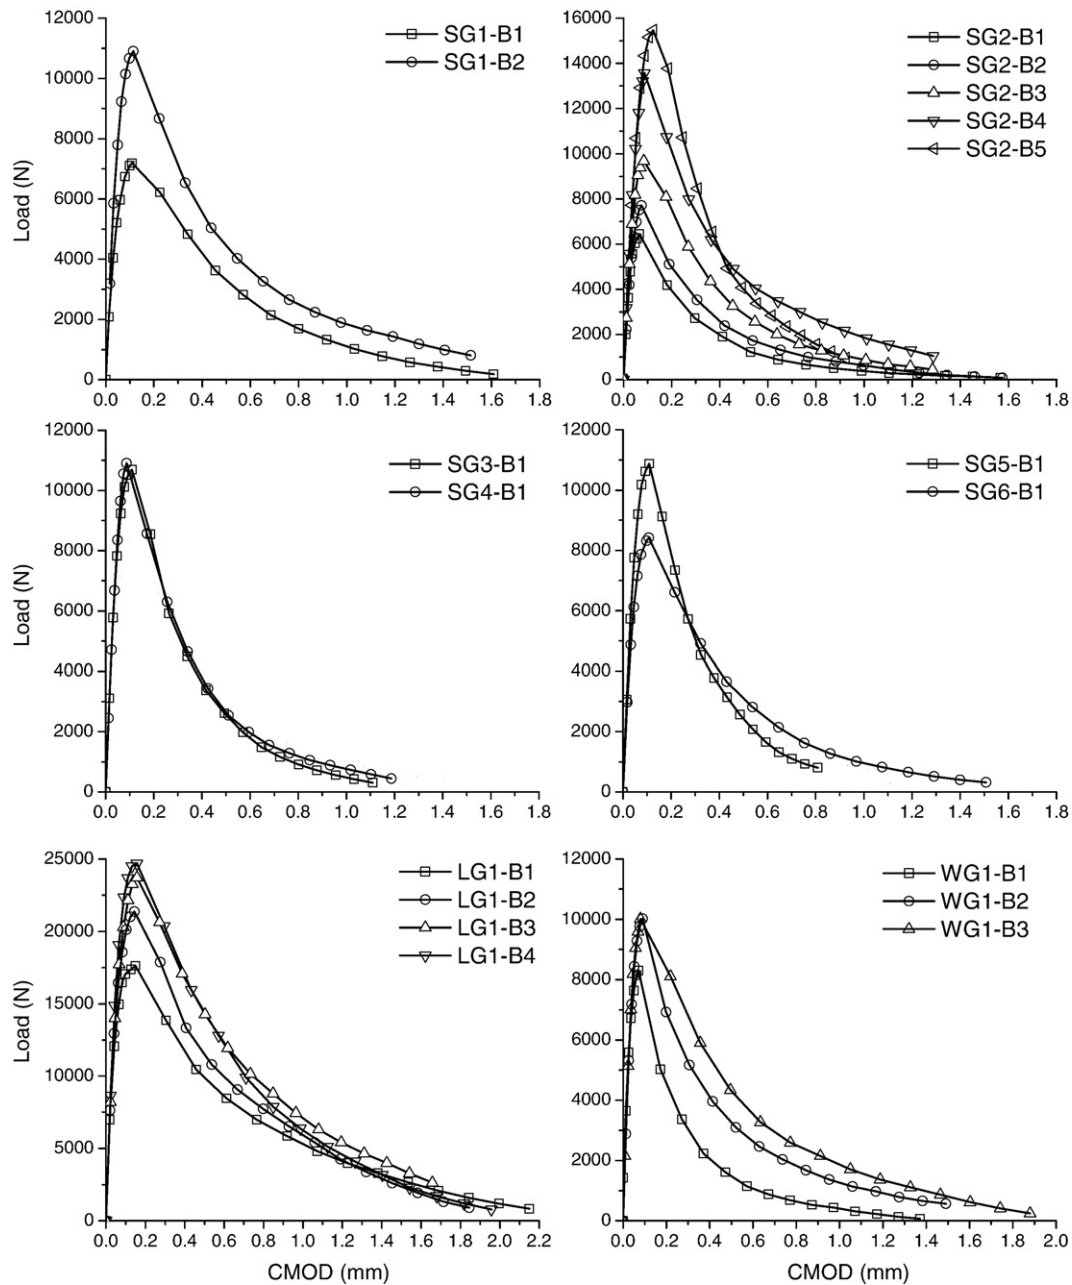 12000
10000
8000
6000
4000
2000
0
Load (N)
SG1-B1
SG1-B2
0.0 0.2 0.4 0.6 0.8 1.0 1.2 1.4 1.6 1.8
16000
14000
12000
10000
8000
6000
4000
2000
0
SG2-B1
SG2-B2
SG2-B3
SG2-B4
SG2-B5
0.0 0.2 0.4 0.6 0.8 1.0 1.2 1.4 1.6 1.8
12000
10000
8000
6000
4000
2000
0
Load (N)
SG3-B1
SG4-B1
0.0 0.2 0.4 0.6 0.8 1.0 1.2 1.4 1.6 1.8
12000
10000
8000
6000
4000
2000
0
SG5-B1
SG6-B1
0.0 0.2 0.4 0.6 0.8 1.0 1.2 1.4 1.6 1.8
25000
20000
15000
10000
5000
0
Load (N)
LG1-B1
LG1-B2
LG1-B3
LG1-B4
0.0 0.2 0.4 0.6 0.8 1.0 1.2 1.4 1.6 1.8 2.0 2.2
CMOD (mm)
12000
10000
8000
6000
4000
2000
0
WG1-B1
WG1-B2
WG1-B3
0.0 0.2 0.4 0.6 0.8 1.0 1.2 1.4 1.6 1.8 2.0
CMOD (mm)